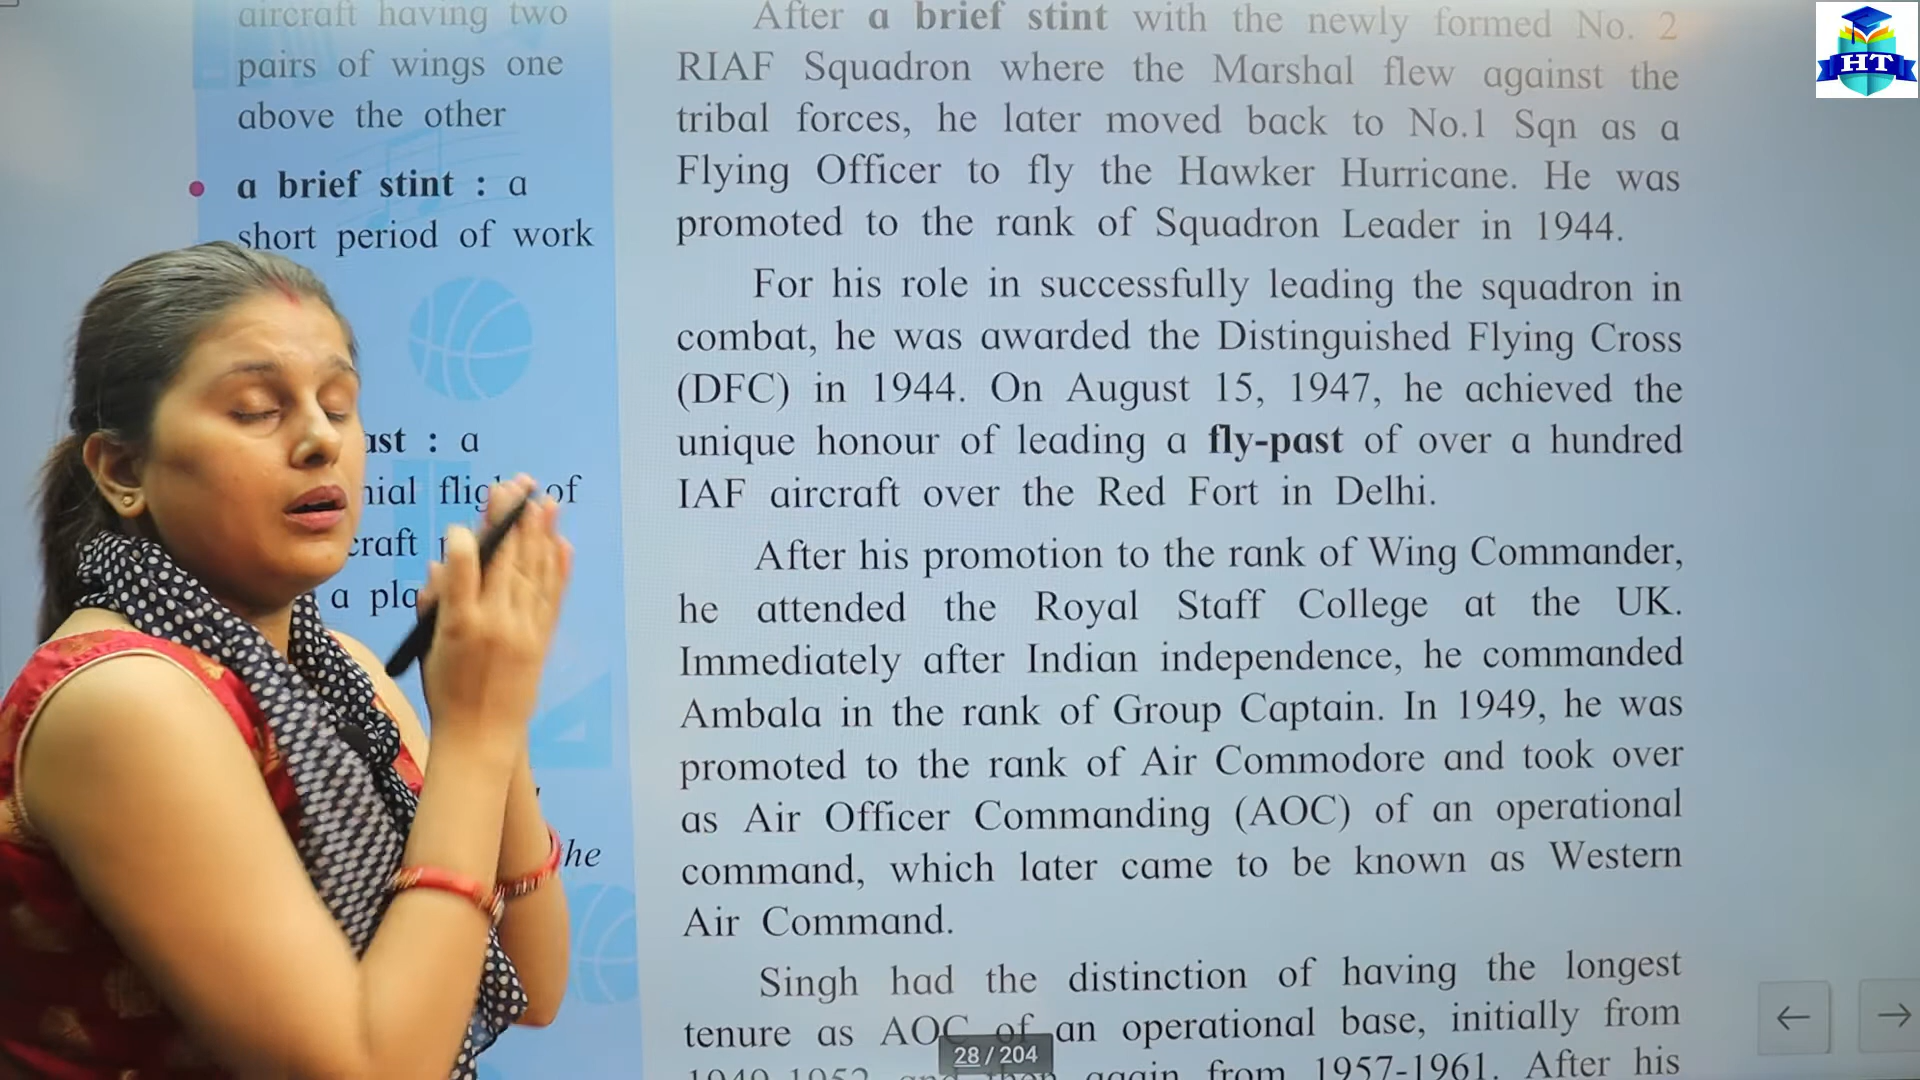 aircraft having two
pairs of wings one
above the other
a brief stint : a
short period of work
ast : a
nial flig of
craft
a pla
the
After a brief stint with the newly formed No. 2
RIAF Squadron where the Marshal flew against the
tribal forces, he later moved back to No.1 Sqn as a
Flying Officer to fly the Hawker Hurricane. He was
promoted to the rank of Squadron Leader in 1944.
For his role in successfully leading the squadron in
combat, he was awarded the Distinguished Flying Cross
(DFC) in 1944. On August 15, 1947, he achieved the
unique honour of leading a fly-past of over a hundred
IAF aircraft over the Red Fort in Delhi.
After his promotion to the rank of Wing Commander,
he attended the Royal Staff College at the UK.
Immediately after Indian independence, he commanded
Ambala in the rank of Group Captain. In 1949, he was
promoted to the rank of Air Commodore and took over
as Air Officer Commanding (AOC) of an operational
command, which later came to be known as Western
Air Command.
Singh had the distinction of having the longest
tenure as AOC of an operational base, initially from
1949-1952 and then again from 1957-1961. After his
28 / 204
HT